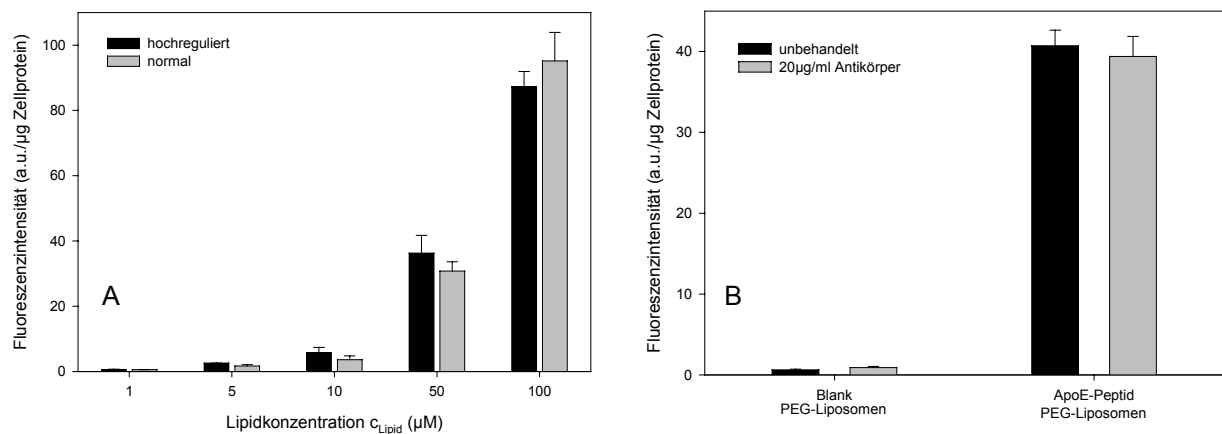 Fluoreszenzintensität (a.u./µg Zellprotein)
100
80
60
40
20
0
hochreguliert
normal
A
1 5 10 50 100
Lipidkonzentration cLipid (µM)
Fluoreszenzintensität (a.u./µg Zellprotein)
40
30
20
10
0
unbehandelt
20µg/ml Antikörper
B
Blank
PEG-Liposomen
ApoE-Peptid
PEG-Liposomen